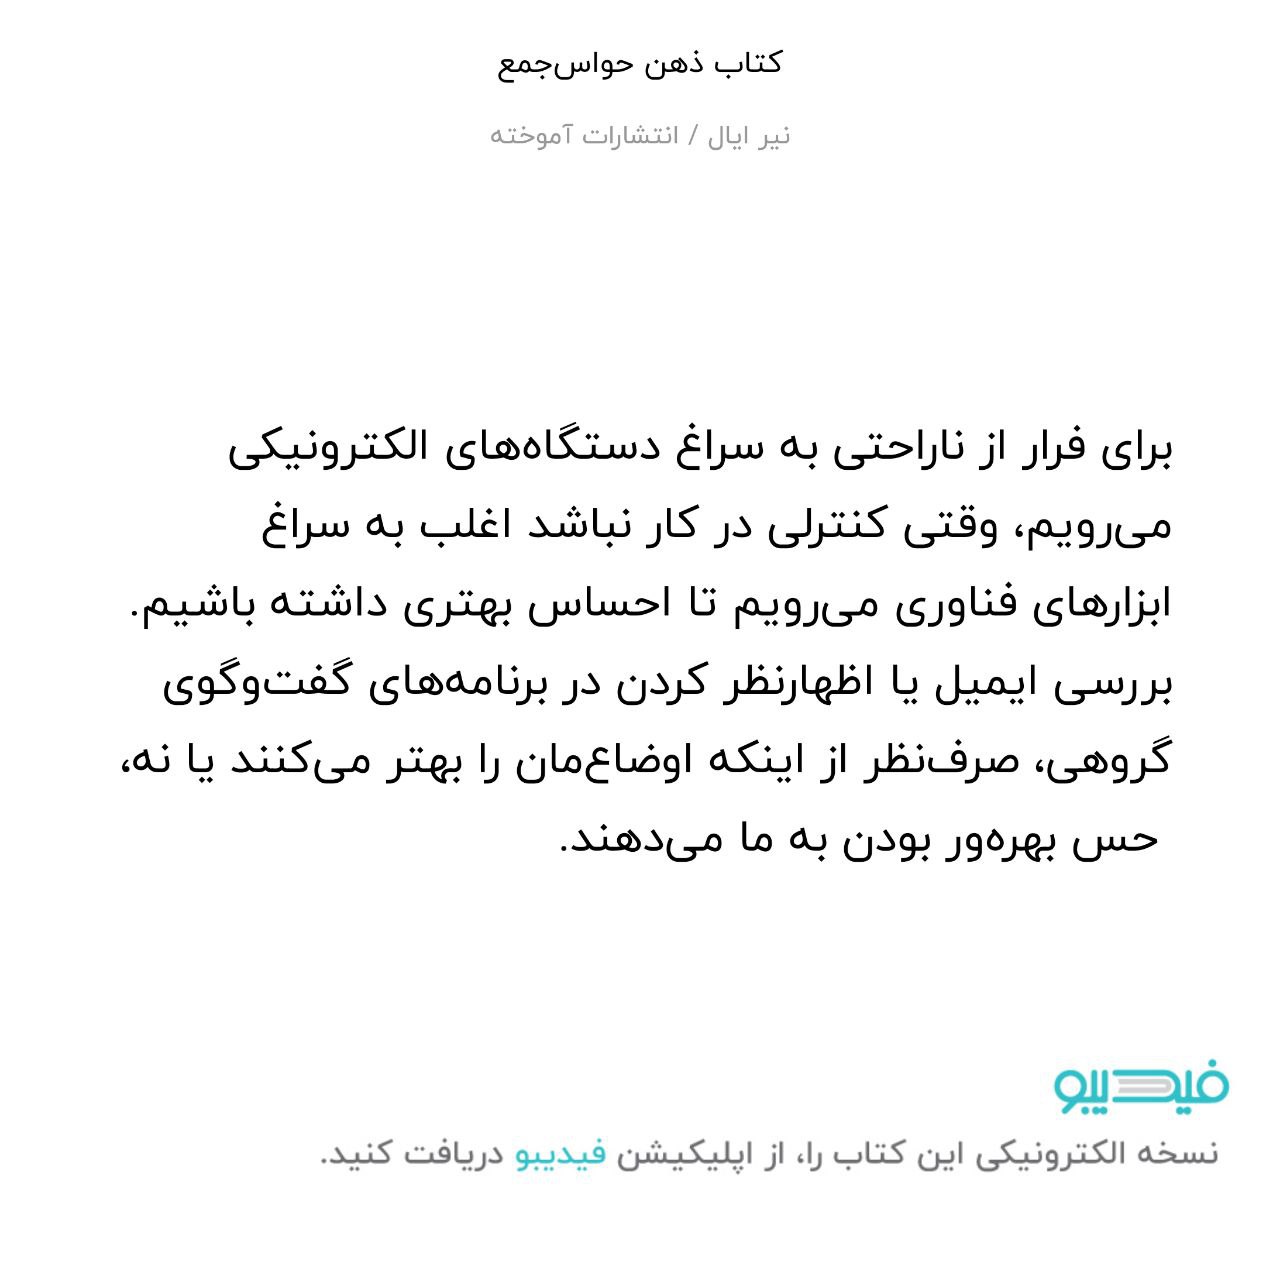 کتاب ذهن حواس‌جمع
نیر ایال / انتشارات آموخته
برای فرار از ناراحتی به سراغ دستگاه‌های الکترونیکی
می‌رویم، وقتی کنترلی در کار نباشد اغلب به سراغ
ابزارهای فناوری می‌رویم تا احساس بهتری داشته باشیم.
بررسی ایمیل یا اظهارنظر کردن در برنامه‌های گفت‌وگوی
گروهی، صرف‌نظر از اینکه اوضاع‌مان را بهتر می‌کنند یا نه،
حس بهره‌ور بودن به ما می‌دهند.
فیدیبو
نسخه الکترونیکی این کتاب را، از اپلیکیشن فیدیبو دریافت کنید.